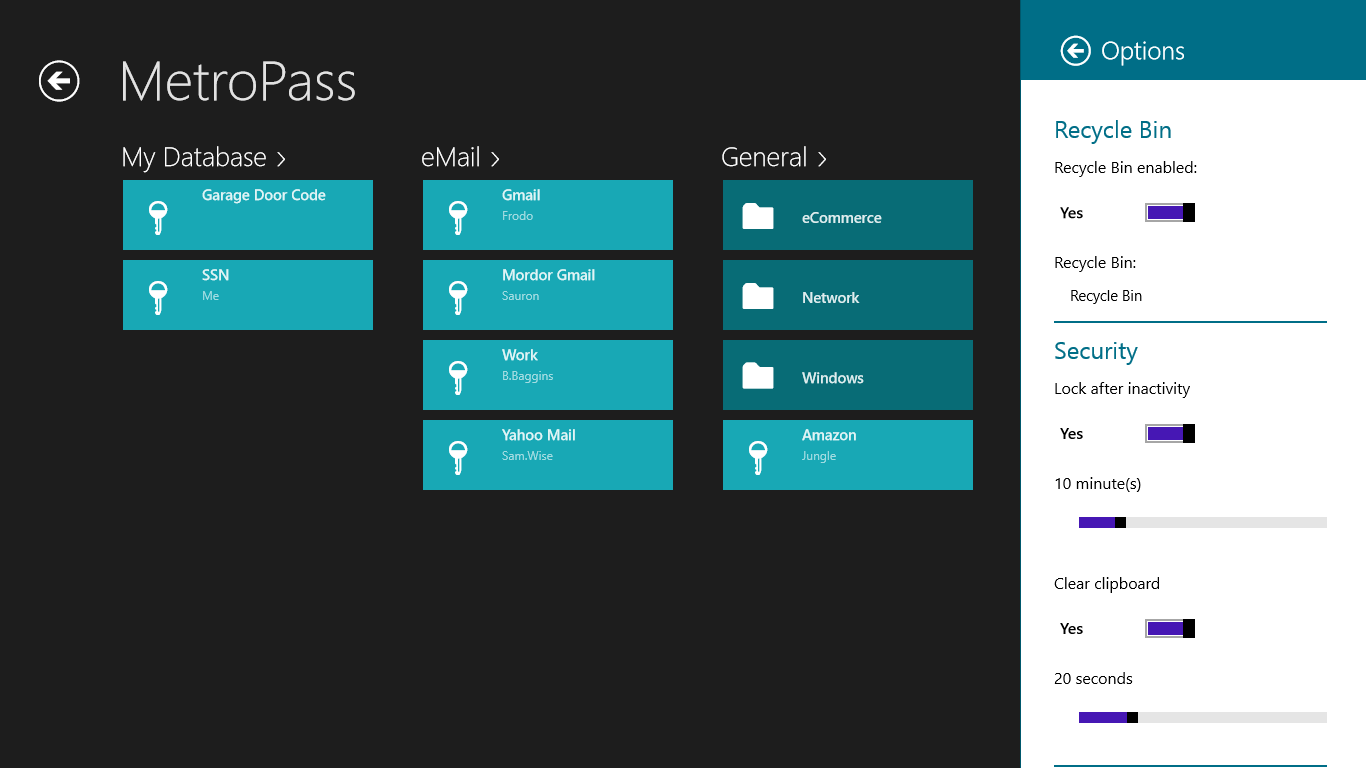 MetroPass
My Database >
Garage Door Code
SSN
Me
eMail >
Gmail
Frodo
Mordor Gmail
Sauron
Work
B.Baggins
Yahoo Mail
Sam.Wise
General >
eCommerce
Network
Windows
Amazon
Jungle
Options
Recycle Bin
Recycle Bin enabled:
Yes
Recycle Bin:
Recycle Bin
Security
Lock after inactivity
Yes
10 minute(s)
Clear clipboard
Yes
20 seconds